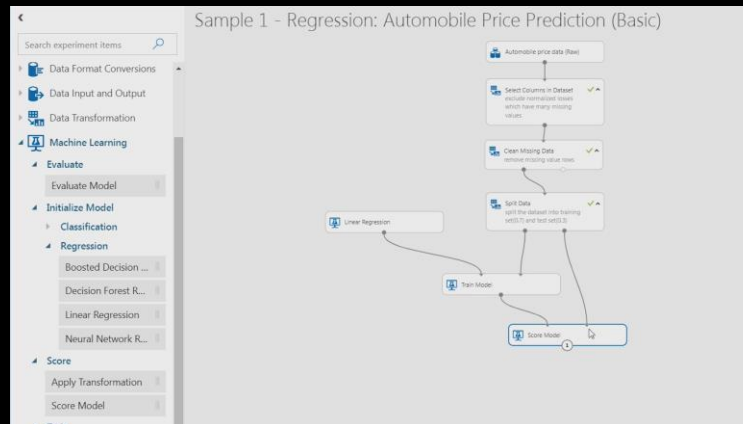 Sample 1 - Regression: Automobile Price Prediction (Basic)
Search experiment items
Data Format Conversions
Data Input and Output
Data Transformation
Machine Learning
Evaluate
Evaluate Model
Initialize Model
Classification
Regression
Boosted Decision ...
Decision Forest R...
Linear Regression
Neural Network R...
Score
Apply Transformation
Score Model
Automobile price data (Raw)
Select Columns in Dataset
exclude normalized losses
which have many missing
values
Clean Missing Data
remove missing value rows
Split Data
split the dataset into training
set(0.7) and test set(0.3)
Linear Regression
Train Model
Score Model
1